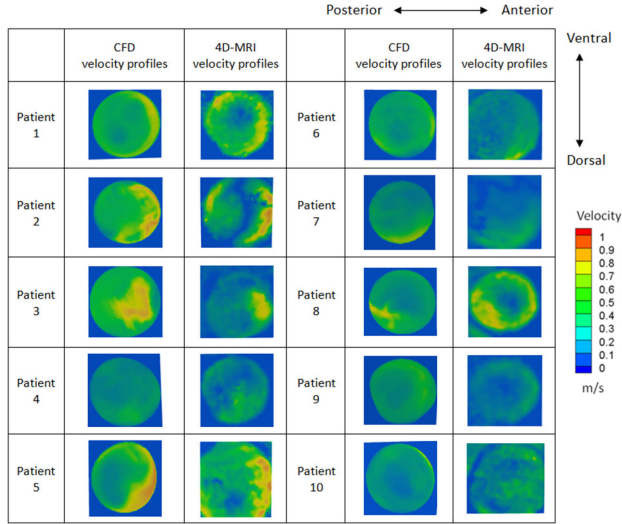 Posterior Anterior
CFD
velocity profiles
4D-MRI
velocity profiles
CFD
velocity profiles
4D-MRI
velocity profiles
Ventral
Dorsal
Patient
1
Patient
6
Patient
2
Patient
7
Patient
3
Patient
8
Patient
4
Patient
9
Patient
5
Patient
10
Velocity
1
0.9
0.8
0.7
0.6
0.5
0.4
0.3
0.2
0.1
0
m/s